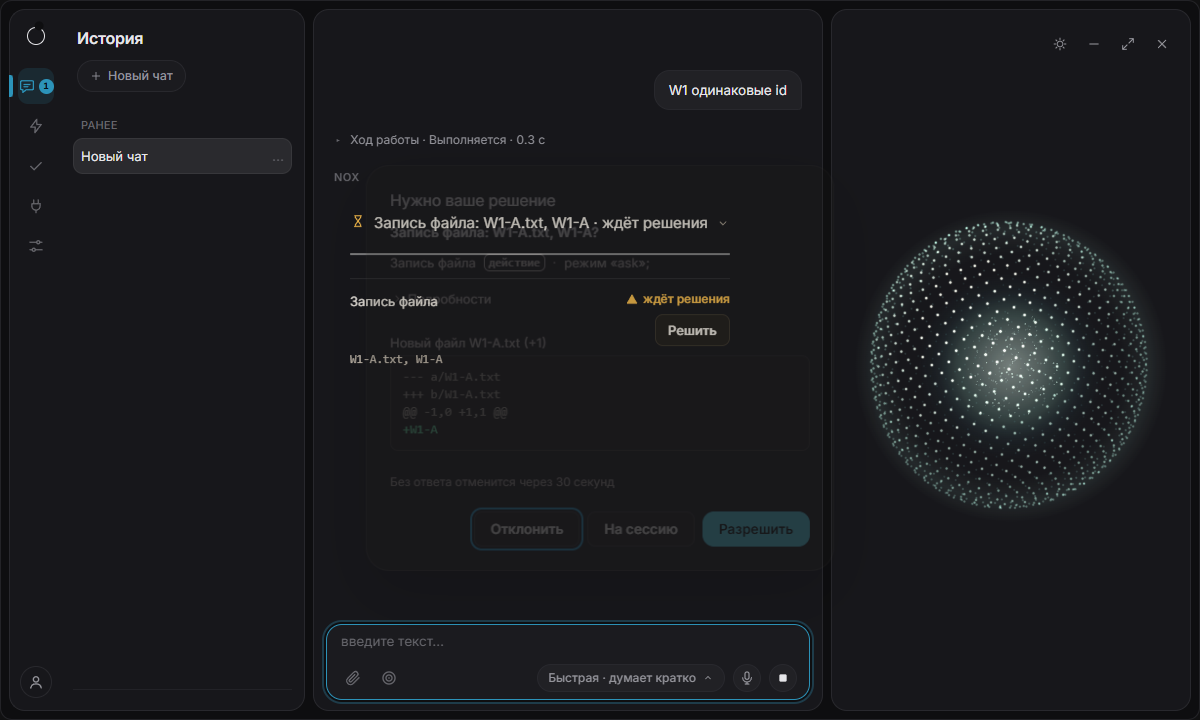 История
1
+ Новый чат
РАНЕЕ
Новый чат
...
W1 одинаковые id
Ход работы · Выполняется · 0.3 с
NOX
Нужно ваше решение
Запись файла: W1-A.txt, W1-A · ждёт решения
Запись файла: W1-A.txt, W1-A?
Запись файла действие · режим «ask»;
Запись файла
ждёт решения
Решить
Новый файл W1-A.txt (+1)
W1-A.txt, W1-A
--- a/W1-A.txt
+++ b/W1-A.txt
@@ -1,0 +1,1 @@
+W1-A
Без ответа отменится через 30 секунд
Отклонить
На сессию
Разрешить
введите текст...
Быстрая · думает кратко